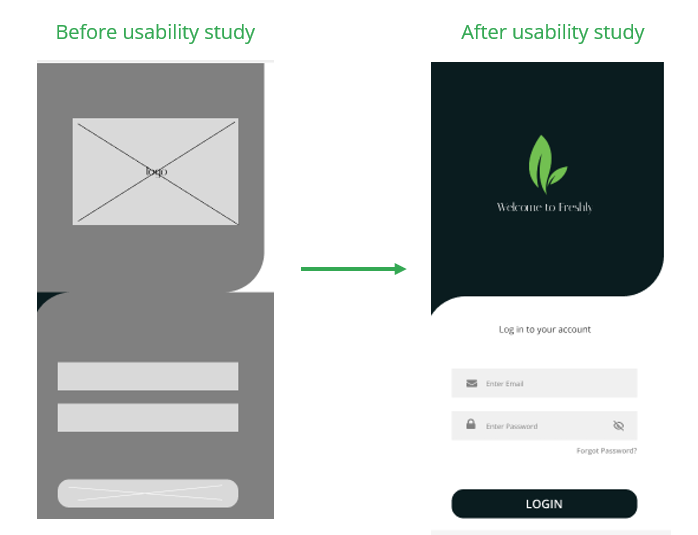 Before usability study
After usability study
logo
Welcome to Freshly
Log in to your account
Enter Email
Enter Password
Forgot Password?
LOGIN